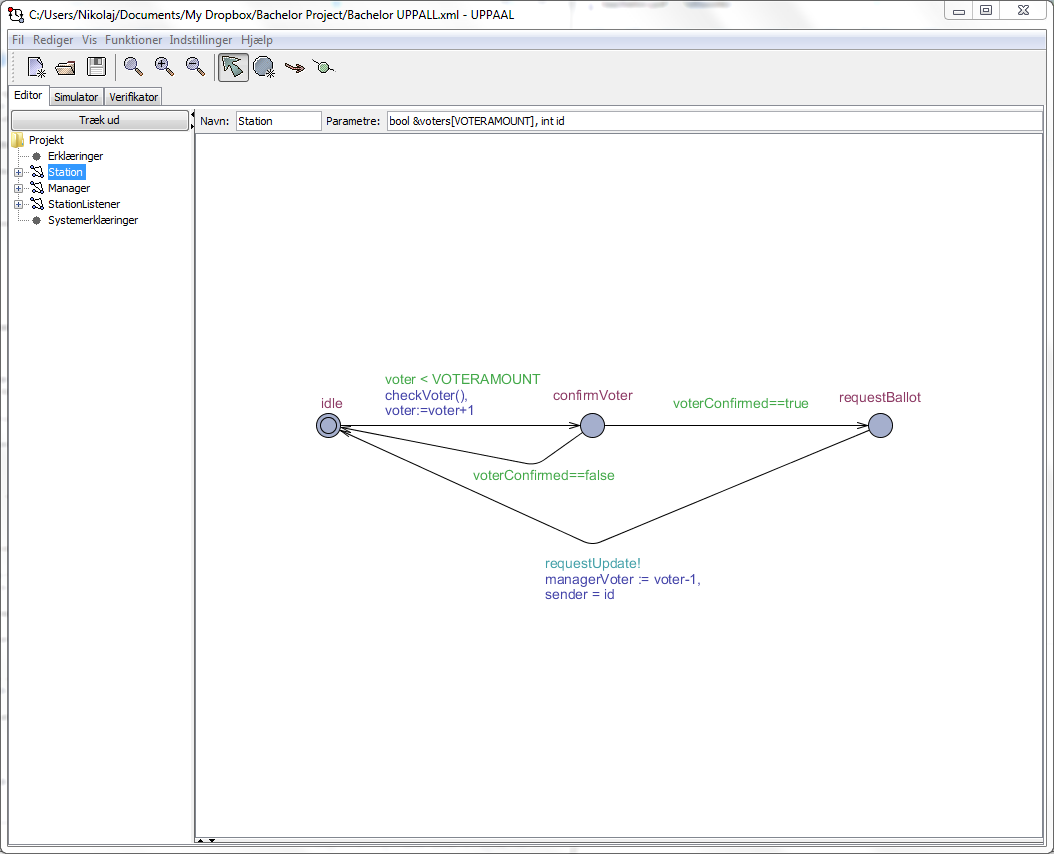 C:/Users/Nikolaj/Documents/My Dropbox/Bachelor Project/Bachelor UPPALL.xml - UPPAAL
Fil Rediger Vis Funktioner Indstillinger Hjælp
Editor Simulator Verifikator
Træk ud
Navn: Station Parametre: bool &voters[VOTERAMOUNT], int id
Projekt
Erklæringer
Station
Manager
StationListener
Systemerklæringer
voter < VOTERAMOUNT
checkVoter(),
voter:=voter+1
idle
confirmVoter
voterConfirmed==true
requestBallot
voterConfirmed==false
requestUpdate!
managerVoter := voter-1,
sender = id